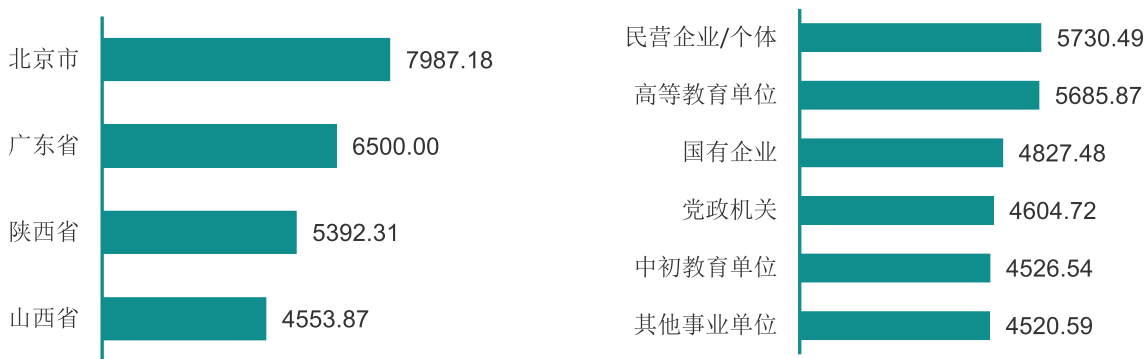 北京市 7987.18
广东省 6500.00
陕西省 5392.31
山西省 4553.87
民营企业/个体 5730.49
高等教育单位 5685.87
国有企业 4827.48
党政机关 4604.72
中初教育单位 4526.54
其他事业单位 4520.59